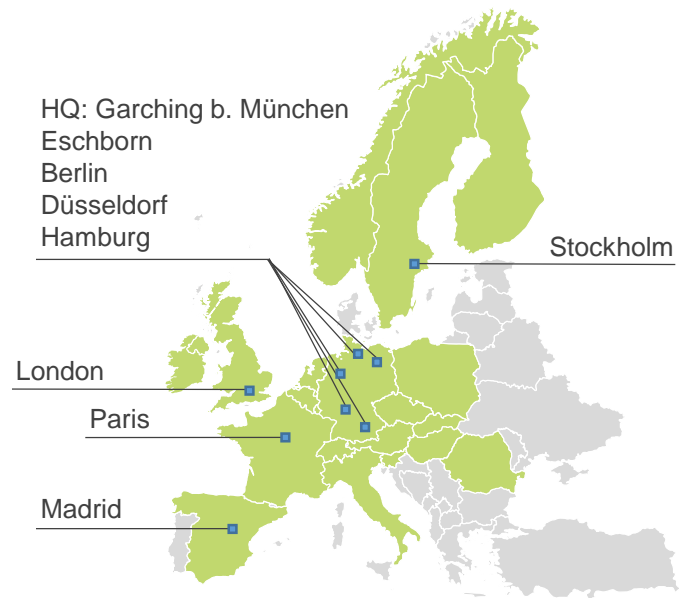 HQ: Garching b. München
Eschborn
Berlin
Düsseldorf
Hamburg
Stockholm
London
Paris
Madrid